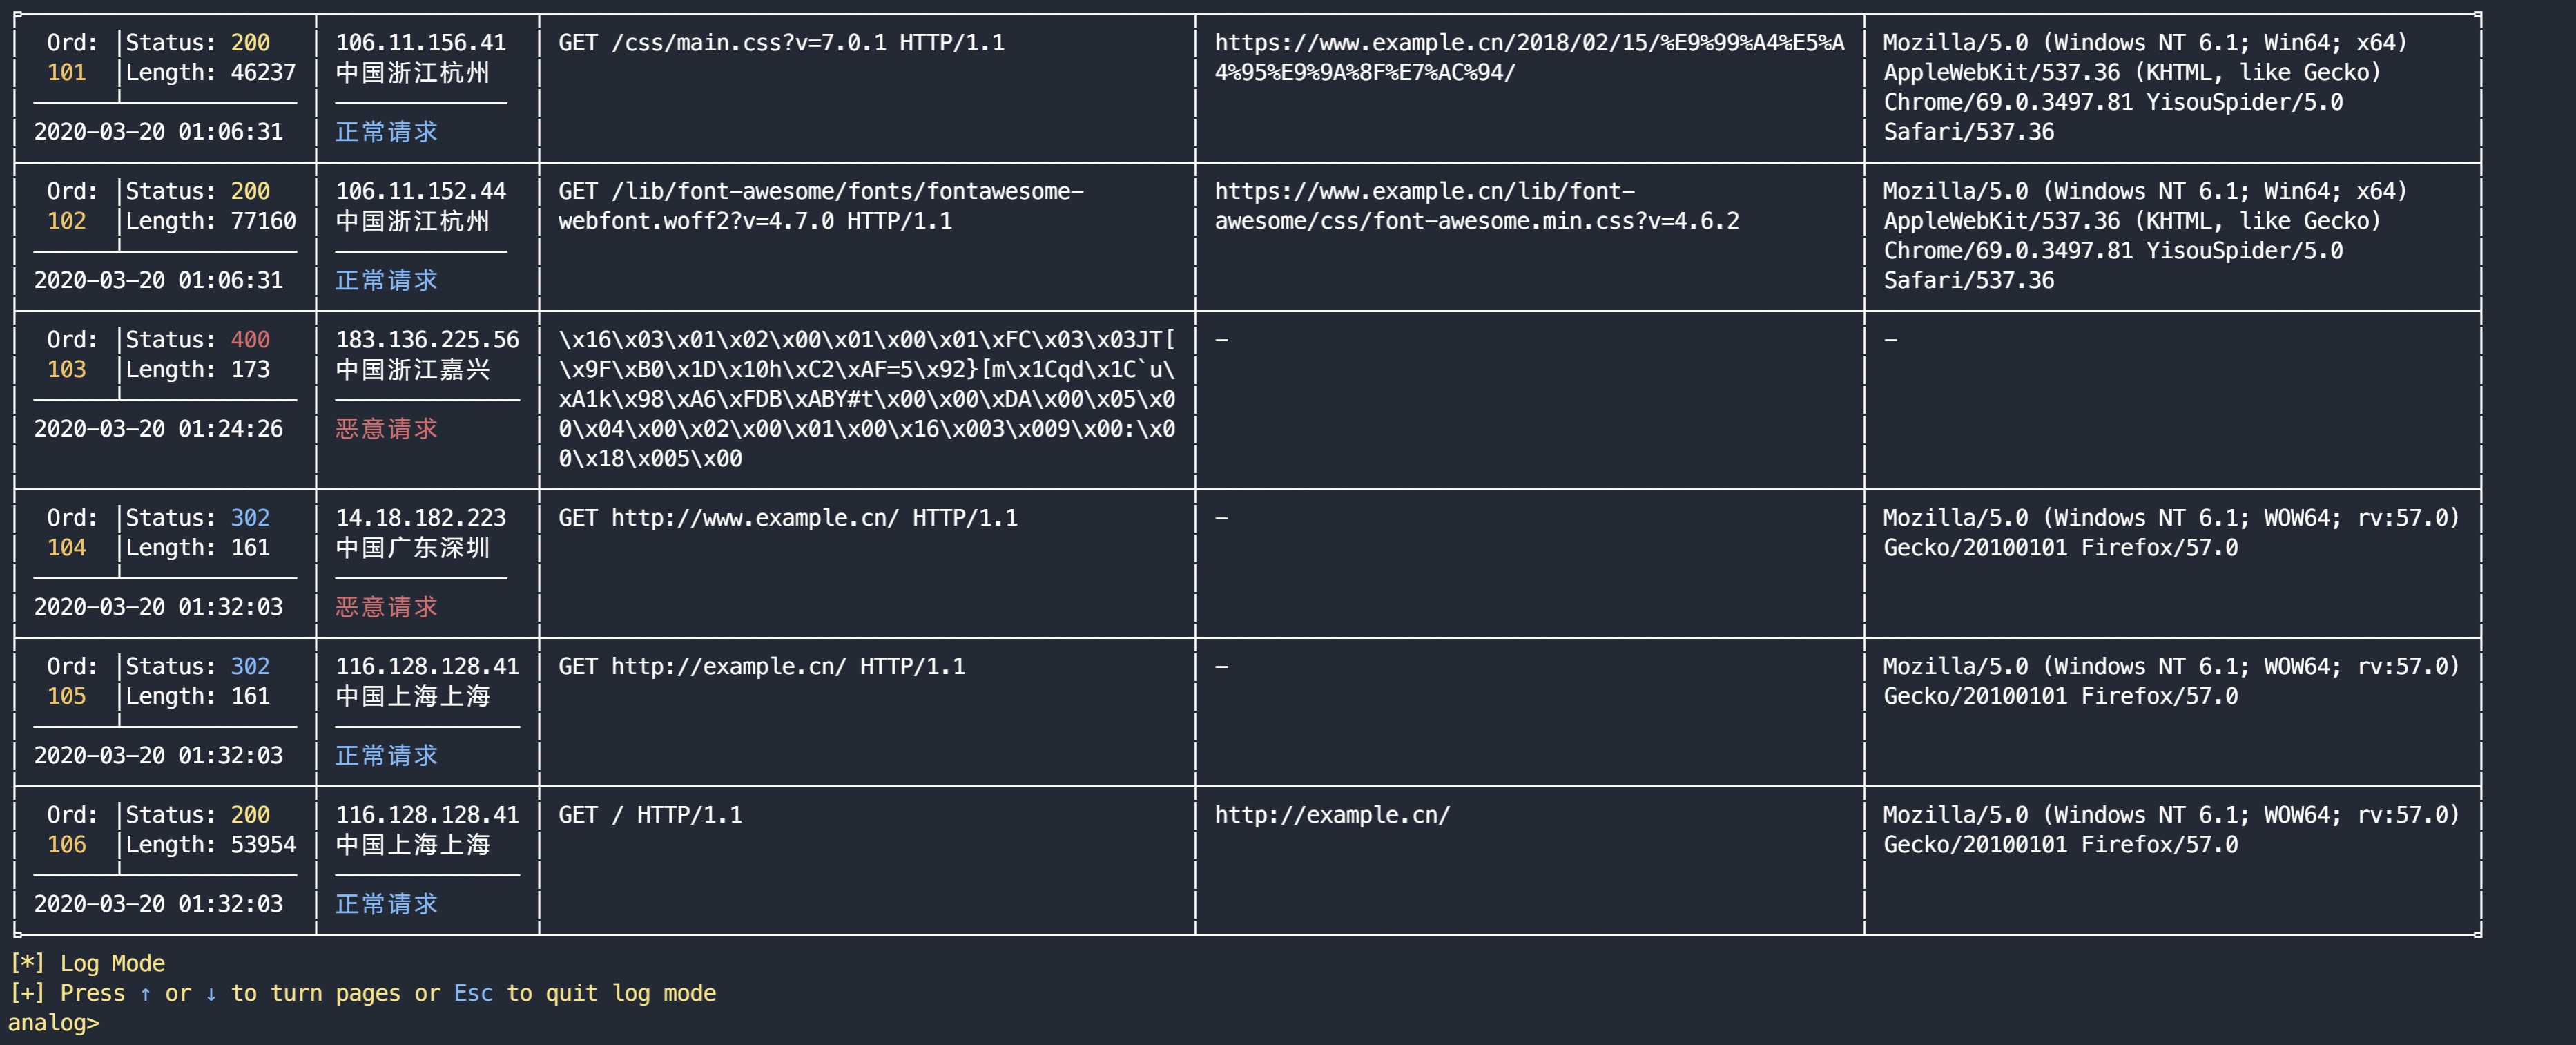 Ord: Status: 200 106.11.156.41 GET /css/main.css?v=7.0.1 HTTP/1.1 https://www.example.cn/2018/02/15/%E9%99%A4%E5%A Mozilla/5.0 (Windows NT 6.1; Win64; x64)
101 Length: 46237 中国浙江杭州 4%95%E9%9A%8F%E7%AC%94/ AppleWebKit/537.36 (KHTML, like Gecko)
Chrome/69.0.3497.81 YisouSpider/5.0
2020-03-20 01:06:31 正常请求 Safari/537.36
Ord: Status: 200 106.11.152.44 GET /lib/font-awesome/fonts/fontawesome- https://www.example.cn/lib/font- Mozilla/5.0 (Windows NT 6.1; Win64; x64)
102 Length: 77160 中国浙江杭州 webfont.woff2?v=4.7.0 HTTP/1.1 awesome/css/font-awesome.min.css?v=4.6.2 AppleWebKit/537.36 (KHTML, like Gecko)
Chrome/69.0.3497.81 YisouSpider/5.0
2020-03-20 01:06:31 正常请求 Safari/537.36
Ord: Status: 400 183.136.225.56 \x16\x03\x01\x02\x00\x01\x00\x01\xFC\x03\x03JT[ - -
103 Length: 173 中国浙江嘉兴 \x9F\xB0\x1D\x10h\xC2\xAF=5\x92}[m\x1Cqd\x1C`u\
xA1k\x98\xA6\xFDB\xABY#t\x00\x00\xDA\x00\x05\x0
2020-03-20 01:24:26 恶意请求 0\x04\x00\x02\x00\x01\x00\x16\x003\x009\x00:\x0
0\x18\x005\x00
Ord: Status: 302 14.18.182.223 GET http://www.example.cn/ HTTP/1.1 - Mozilla/5.0 (Windows NT 6.1; WOW64; rv:57.0)
104 Length: 161 中国广东深圳 Gecko/20100101 Firefox/57.0
2020-03-20 01:32:03 恶意请求
Ord: Status: 302 116.128.128.41 GET http://example.cn/ HTTP/1.1 - Mozilla/5.0 (Windows NT 6.1; WOW64; rv:57.0)
105 Length: 161 中国上海上海 Gecko/20100101 Firefox/57.0
2020-03-20 01:32:03 正常请求
Ord: Status: 200 116.128.128.41 GET / HTTP/1.1 http://example.cn/ Mozilla/5.0 (Windows NT 6.1; WOW64; rv:57.0)
106 Length: 53954 中国上海上海 Gecko/20100101 Firefox/57.0
2020-03-20 01:32:03 正常请求
[*] Log Mode
[+] Press ↑ or ↓ to turn pages or Esc to quit log mode
analog>